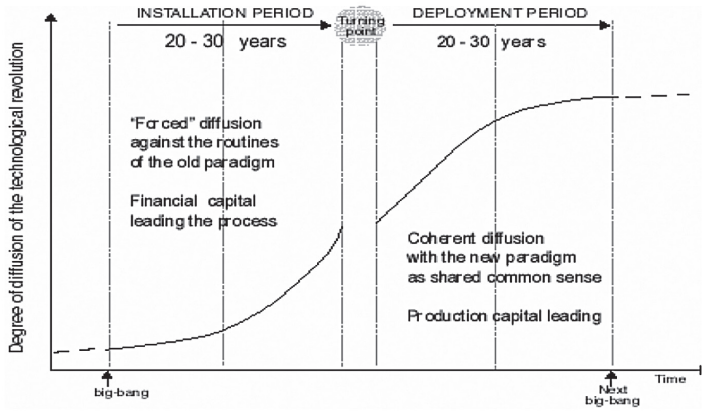 INSTALLATION PERIOD
20 - 30 years
Turning
point
DEPLOYMENT PERIOD
20 - 30 years
Degree of diffusion of the technological revolution
"Forced" diffusion
against the routines
of the old paradigm
Financial capital
leading the process
Coherent diffusion
with the new paradigm
as shared common sense
Production capital leading
Time
big-bang
Next
big-bang